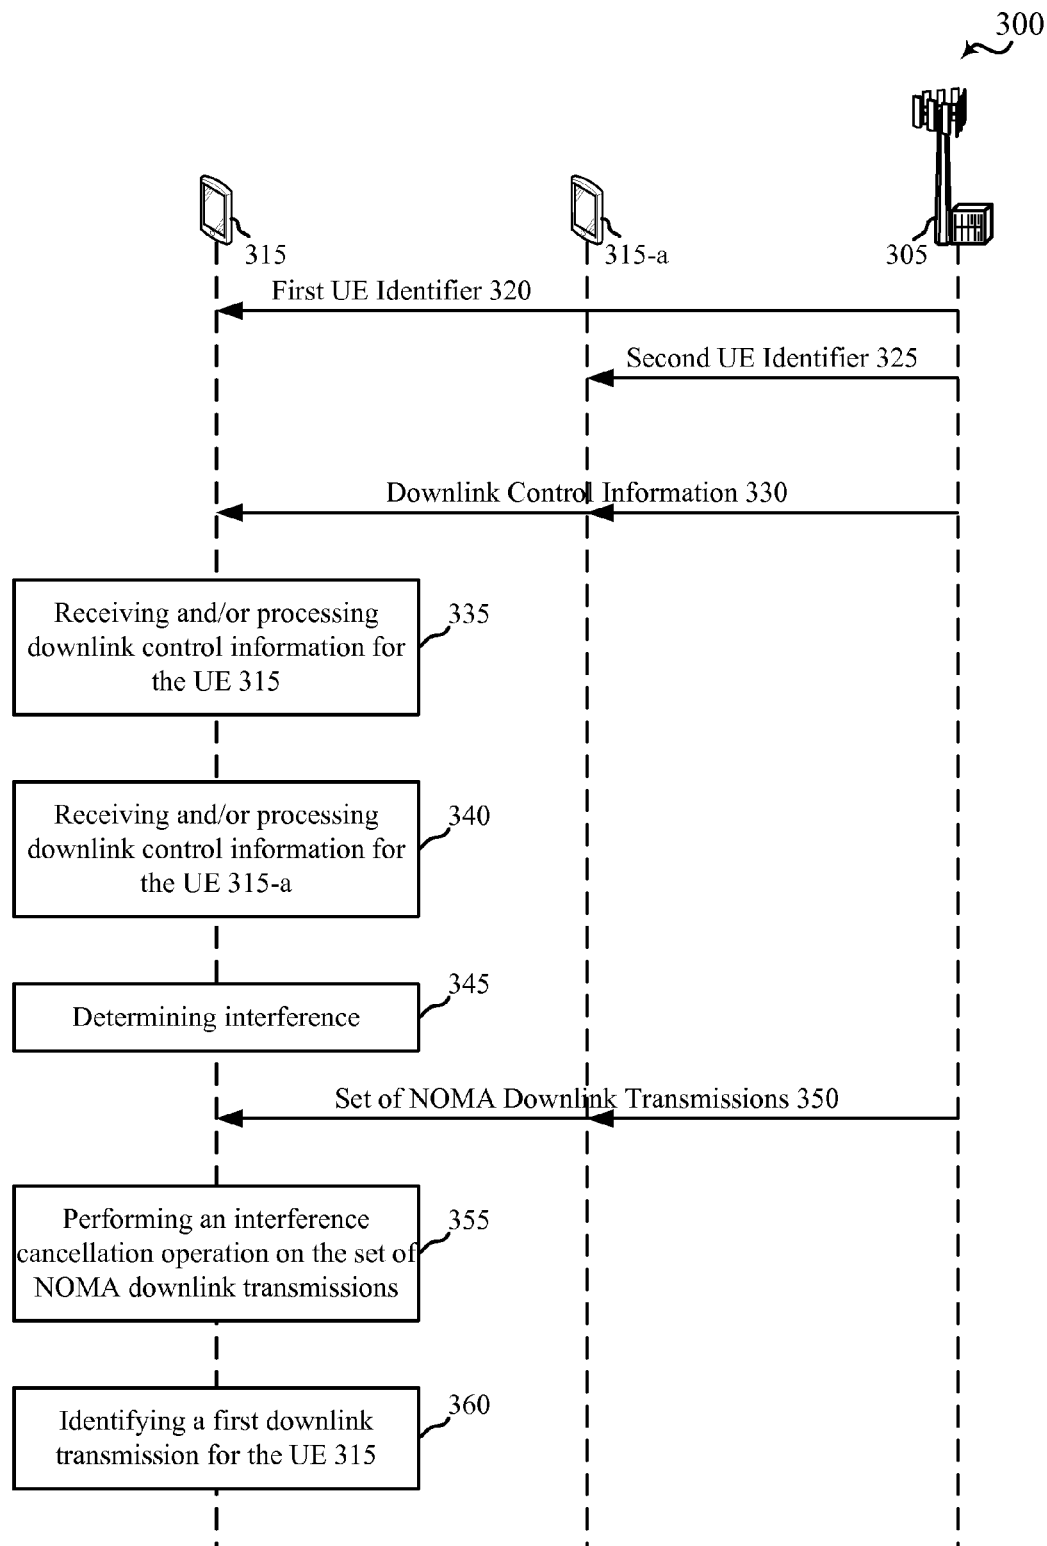 300
315
315-a
305
First UE Identifier 320
Second UE Identifier 325
Downlink Control Information 330
Receiving and/or processing
downlink control information for
the UE 315
335
Receiving and/or processing
downlink control information for
the UE 315-a
340
Determining interference
345
Set of NOMA Downlink Transmissions 350
Performing an interference
cancellation operation on the set of
NOMA downlink transmissions
355
Identifying a first downlink
transmission for the UE 315
360